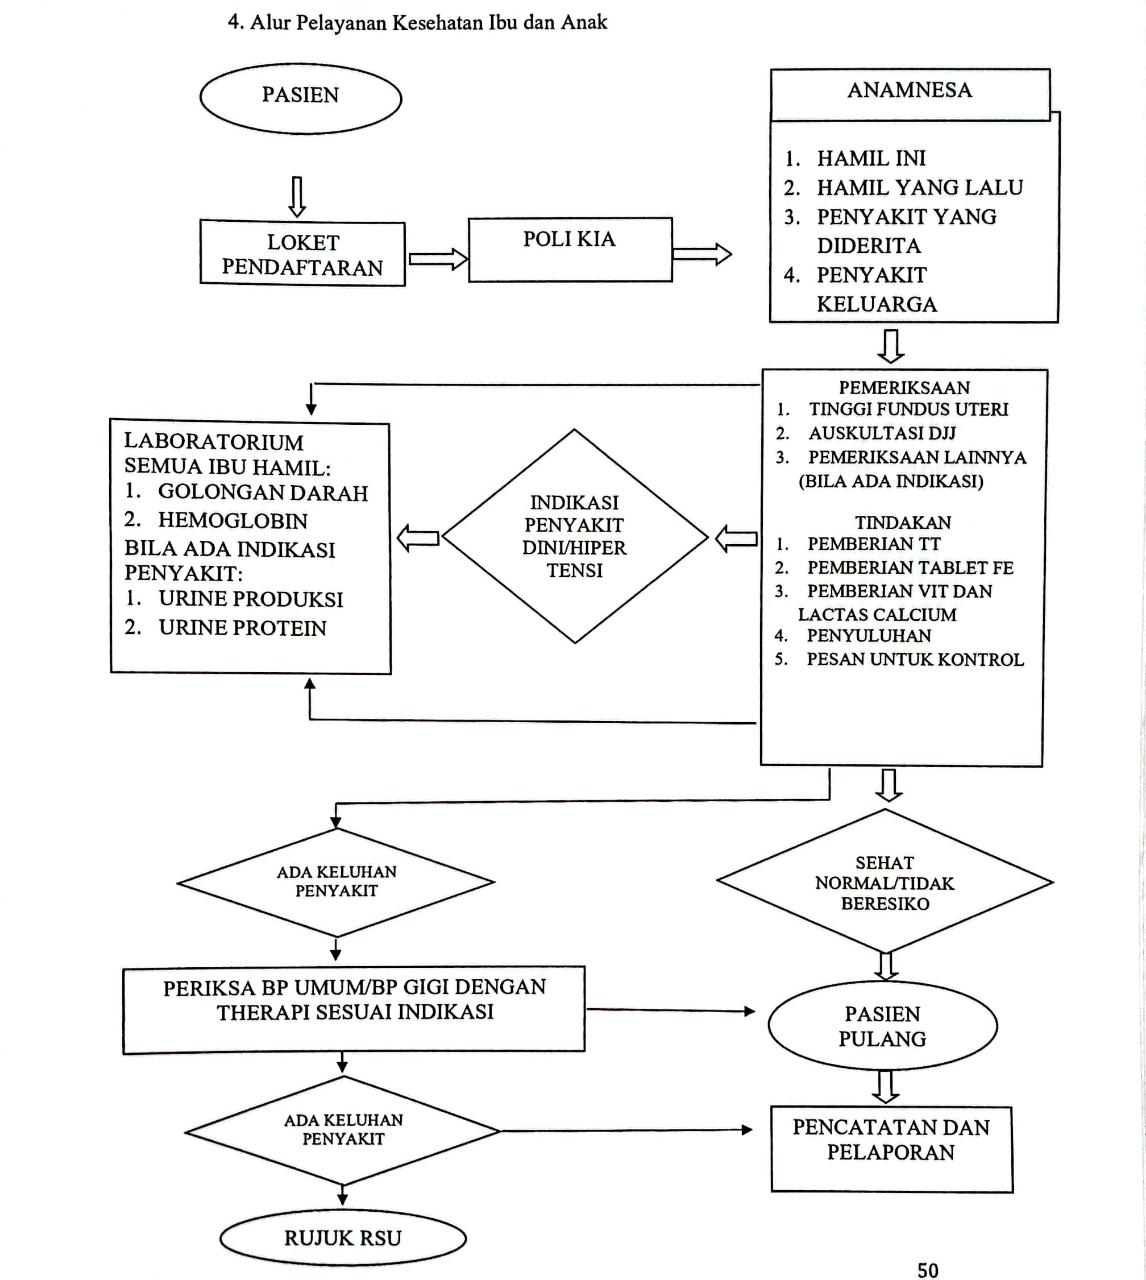 4. Alur Pelayanan Kesehatan Ibu dan Anak
PASIEN
LOKET
PENDAFTARAN
POLI KIA
ANAMNESA
1. HAMIL INI
2. HAMIL YANG LALU
3. PENYAKIT YANG
DIDERITA
4. PENYAKIT
KELUARGA
PEMERIKSAAN
1. TINGGI FUNDUS UTERI
2. AUSKULTASI DJJ
3. PEMERIKSAAN LAINNYA
(BILA ADA INDIKASI)
TINDAKAN
1. PEMBERIAN TT
2. PEMBERIAN TABLET FE
3. PEMBERIAN VIT DAN
LACTAS CALCIUM
4. PENYULUHAN
5. PESAN UNTUK KONTROL
INDIKASI
PENYAKIT
DINI/HIPER
TENSI
LABORATORIUM
SEMUA IBU HAMIL:
1. GOLONGAN DARAH
2. HEMOGLOBIN
BILA ADA INDIKASI
PENYAKIT:
1. URINE PRODUKSI
2. URINE PROTEIN
ADA KELUHAN
PENYAKIT
SEHAT
NORMAL/TIDAK
BERESIKO
PERIKSA BP UMUM/BP GIGI DENGAN
THERAPI SESUAI INDIKASI
PASIEN
PULANG
ADA KELUHAN
PENYAKIT
PENCATATAN DAN
PELAPORAN
RUJUK RSU
50